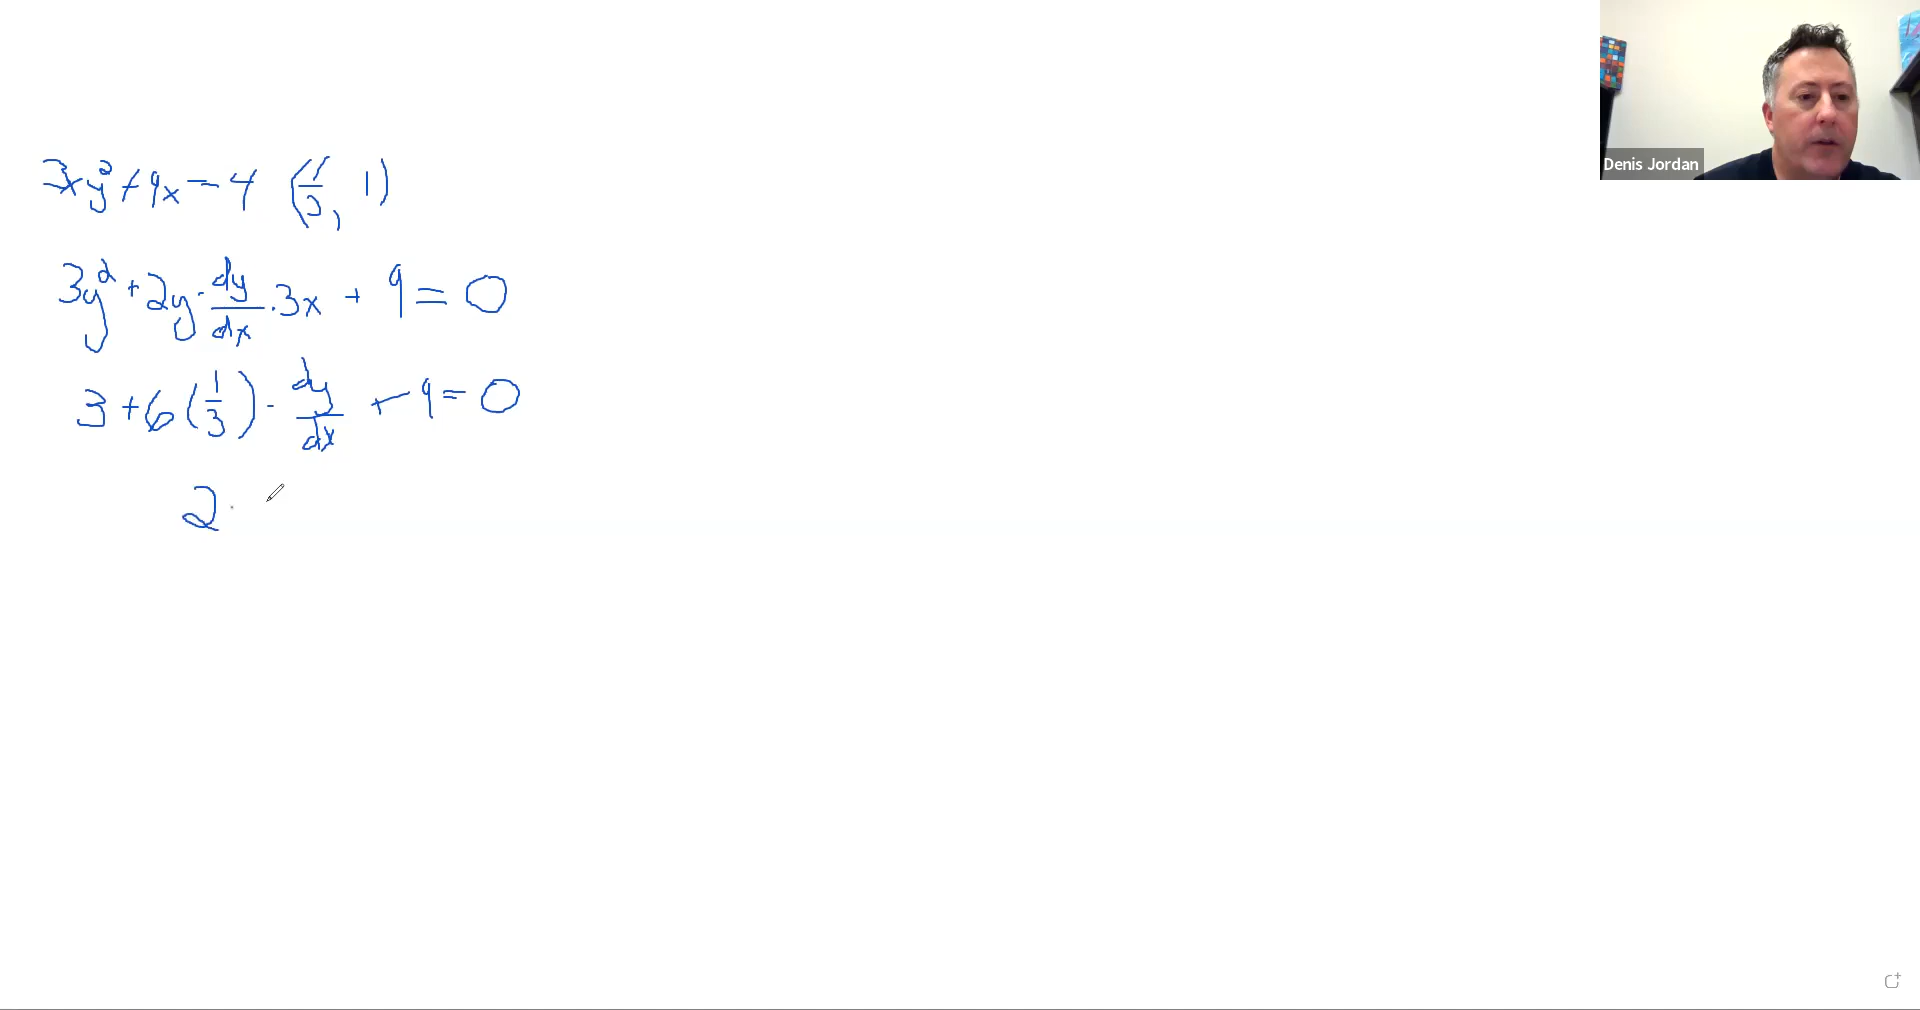 3xy² + 9x = 4 (1/3, 1)
3y² + 2y · dy/dx · 3x + 9 = 0
3 + 6 (1/3) · dy/dx + 9 = 0
2 ·
Denis Jordan